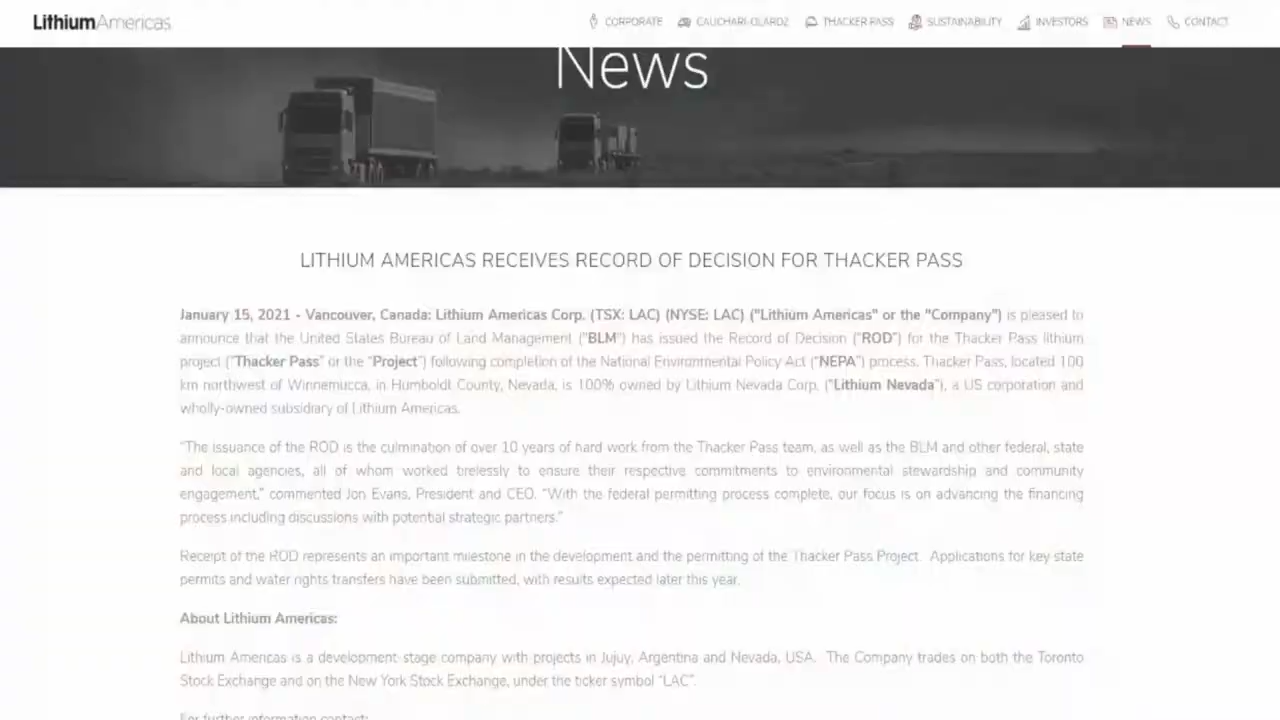 LithiumAmericas
CORPORATE CAUCHARI-OLAROZ THACKER PASS SUSTAINABILITY INVESTORS NEWS CONTACT
News
LITHIUM AMERICAS RECEIVES RECORD OF DECISION FOR THACKER PASS
January 15, 2021 - Vancouver, Canada: Lithium Americas Corp. (TSX: LAC) (NYSE: LAC) ("Lithium Americas" or the "Company") is pleased to
announce that the United States Bureau of Land Management ("BLM") has issued the Record of Decision ("ROD") for the Thacker Pass lithium
project ("Thacker Pass" or the "Project") following completion of the National Environmental Policy Act ("NEPA") process. Thacker Pass, located 100
km northwest of Winnemucca, in Humboldt County, Nevada, is 100% owned by Lithium Nevada Corp. ("Lithium Nevada"), a US corporation and
wholly-owned subsidiary of Lithium Americas.
"The issuance of the ROD is the culmination of over 10 years of hard work from the Thacker Pass team, as well as the BLM and other federal, state
and local agencies, all of whom worked tirelessly to ensure their respective commitments to environmental stewardship and community
engagement," commented Jon Evans, President and CEO. "With the federal permitting process complete, our focus is on advancing the financing
process including discussions with potential strategic partners."
Receipt of the ROD represents an important milestone in the development and the permitting of the Thacker Pass Project. Applications for key state
permits and water rights transfers have been submitted, with results expected later this year.
About Lithium Americas:
Lithium Americas is a development-stage company with projects in Jujuy, Argentina and Nevada, USA. The Company trades on both the Toronto
Stock Exchange and on the New York Stock Exchange, under the ticker symbol "LAC".
For further information contact: